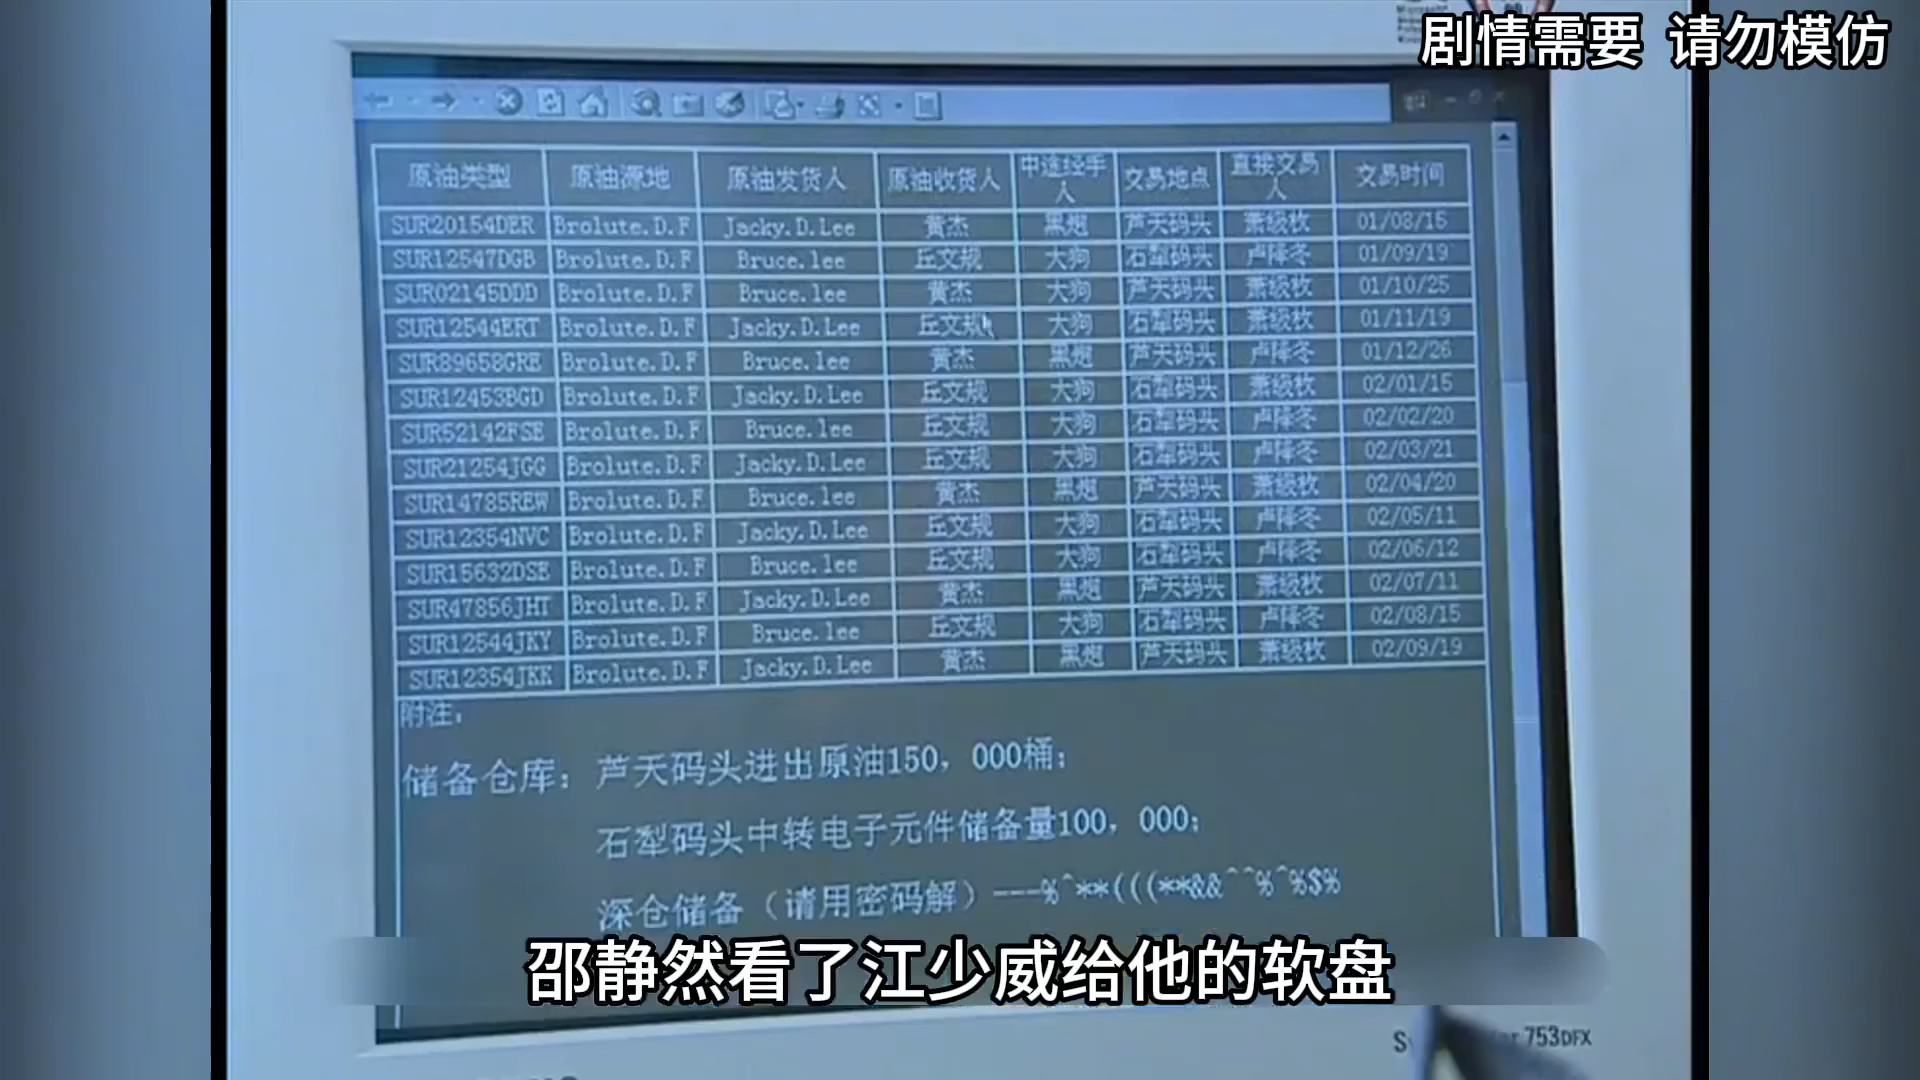 剧情需要 请勿模仿
原油类型 原油源地 原油发货人 原油收货人 中途经手人 交易地点 直接交易人 交易时间
SUR20154DER Brolute.D.F Jacky.D.Lee 黄杰 黑炮 芦天码头 萧级枚 01/08/15
SUR12547DGB Brolute.D.F Bruce.lee 丘文规 大狗 石犁码头 卢降冬 01/09/19
SUR02145DDD Brolute.D.F Bruce.lee 黄杰 大狗 芦天码头 萧级枚 01/10/25
SUR12544ERT Brolute.D.F Jacky.D.Lee 丘文规 大狗 石犁码头 萧级枚 01/11/19
SUR89658GRE Brolute.D.F Bruce.lee 黄杰 黑炮 芦天码头 卢降冬 01/12/26
SUR12453BGD Brolute.D.F Jacky.D.Lee 丘文规 大狗 石犁码头 萧级枚 02/01/15
SUR52142FSE Brolute.D.F Bruce.lee 丘文规 大狗 石犁码头 卢降冬 02/02/20
SUR21254JGG Brolute.D.F Jacky.D.Lee 丘文规 大狗 石犁码头 卢降冬 02/03/21
SUR14785REW Brolute.D.F Bruce.lee 黄杰 黑炮 芦天码头 萧级枚 02/04/20
SUR12354NVC Brolute.D.F Jacky.D.Lee 丘文规 大狗 石犁码头 卢降冬 02/05/11
SUR15632DSE Brolute.D.F Bruce.lee 丘文规 大狗 石犁码头 卢降冬 02/06/12
SUR47856JHT Brolute.D.F Jacky.D.Lee 黄杰 黑炮 芦天码头 萧级枚 02/07/11
SUR12544JKY Brolute.D.F Bruce.lee 丘文规 大狗 石犁码头 卢降冬 02/08/15
SUR12354JKK Brolute.D.F Jacky.D.Lee 黄杰 黑炮 芦天码头 萧级枚 02/09/19
附注：
储备仓库：芦天码头进出原油150，000桶；
石犁码头中转电子元件储备量100，000；
深仓储备（请用密码解）---%^**(((**&&^^%^%$%
邵静然看了江少威给他的软盘
753DFX